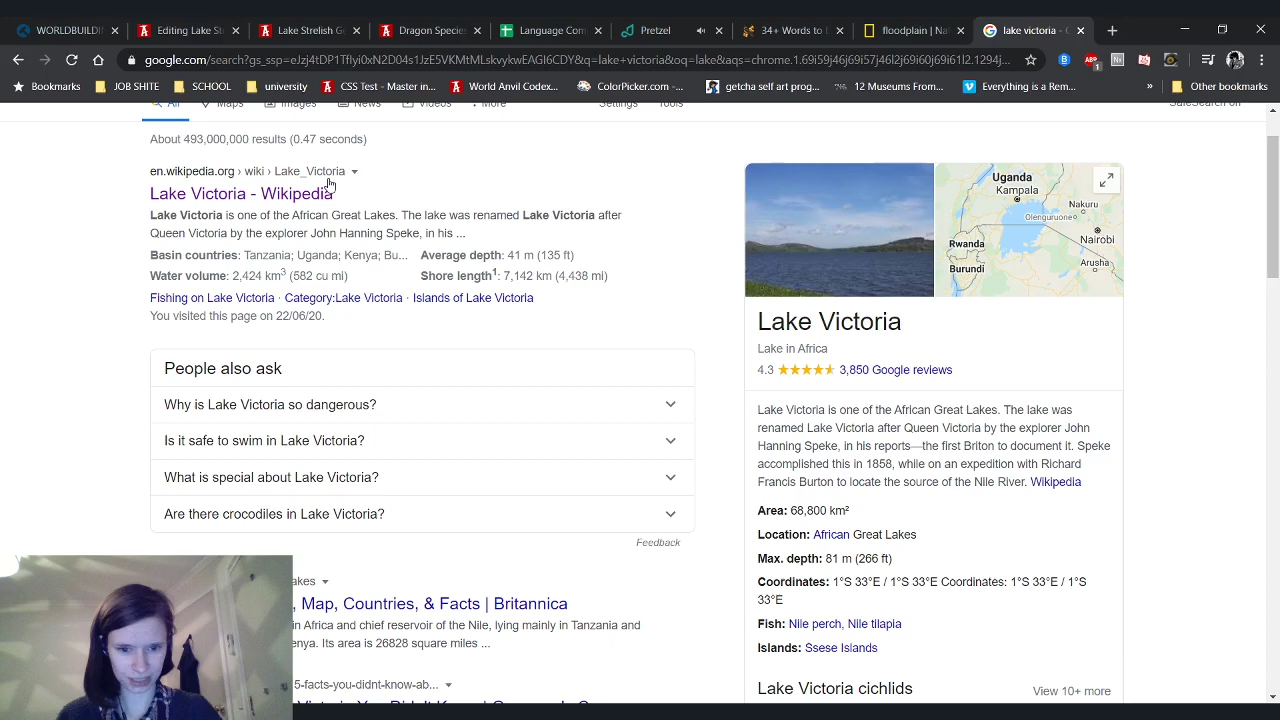 WORLDBUILDI
Editing Lake St
Lake Strelish G
Dragon Species
Language Com
Pretzel
34+ Words to D
floodplain | Na
lake victoria - G
google.com/search?gs_ssp=eJzj4tDP1TfIyi0xN2D04s1JzE5VKMtMLskvykwEAGI6CDY&q=lake+victoria&oq=lake&aqs=chrome.1.69i59j46j69i57j46l2j69i60j69i61l2.1294j...
Bookmarks
JOB SHITE
SCHOOL
university
CSS Test - Master in...
World Anvil Codex...
ColorPicker.com -...
getcha self art prog...
12 Museums From...
Everything is a Rem...
»
Other bookmarks
All
Maps
Images
News
Videos
More
Settings
Tools
SafeSearch on
About 493,000,000 results (0.47 seconds)
en.wikipedia.org › wiki › Lake_Victoria
Lake Victoria - Wikipedia
Lake Victoria is one of the African Great Lakes. The lake was renamed Lake Victoria after
Queen Victoria by the explorer John Hanning Speke, in his ...
Basin countries: Tanzania; Uganda; Kenya; Bu... Average depth: 41 m (135 ft)
Water volume: 2,424 km3 (582 cu mi) Shore length1: 7,142 km (4,438 mi)
Fishing on Lake Victoria · Category:Lake Victoria · Islands of Lake Victoria
You visited this page on 22/06/20.
People also ask
Why is Lake Victoria so dangerous?
Is it safe to swim in Lake Victoria?
What is special about Lake Victoria?
Are there crocodiles in Lake Victoria?
Feedback
akes
, Map, Countries, & Facts | Britannica
in Africa and chief reservoir of the Nile, lying mainly in Tanzania and
enya. Its area is 26828 square miles ...
5-facts-you-didnt-know-ab...
Uganda
Kampala
Nakuru
Olenguruone
Nairobi
Rwanda
Burundi
Arusha
Lake Victoria
Lake in Africa
4.3 3,850 Google reviews
Lake Victoria is one of the African Great Lakes. The lake was
renamed Lake Victoria after Queen Victoria by the explorer John
Hanning Speke, in his reports—the first Briton to document it. Speke
accomplished this in 1858, while on an expedition with Richard
Francis Burton to locate the source of the Nile River. Wikipedia
Area: 68,800 km²
Location: African Great Lakes
Max. depth: 81 m (266 ft)
Coordinates: 1°S 33°E / 1°S 33°E Coordinates: 1°S 33°E / 1°S
33°E
Fish: Nile perch, Nile tilapia
Islands: Ssese Islands
Lake Victoria cichlids
View 10+ more